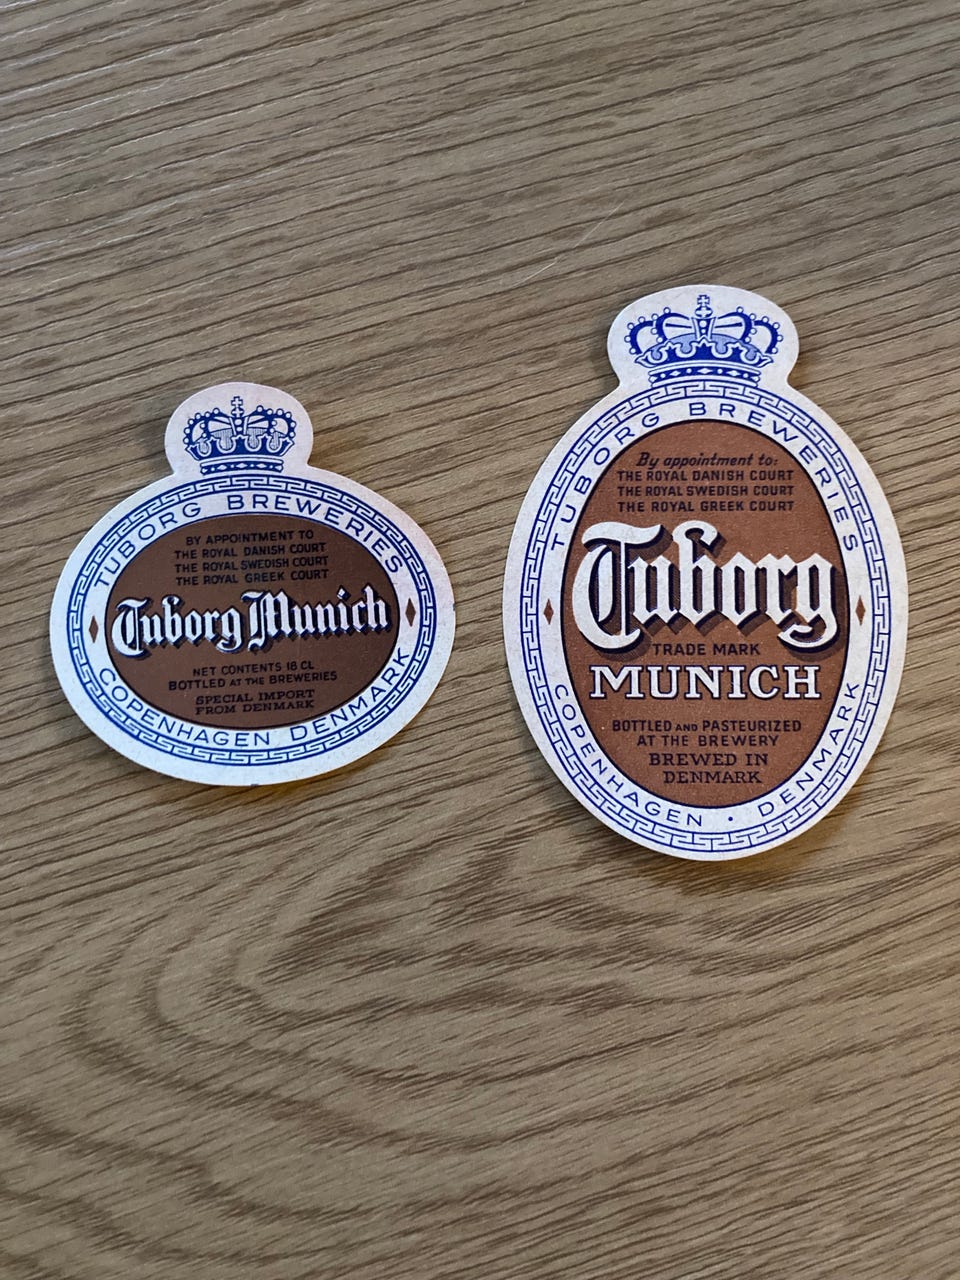 TUBORG BREWERIES
BY APPOINTMENT TO
THE ROYAL DANISH COURT
THE ROYAL SWEDISH COURT
THE ROYAL GREEK COURT
Tuborg Munich
NET CONTENTS 18 CL
BOTTLED AT THE BREWERIES
SPECIAL IMPORT
FROM DENMARK
COPENHAGEN DENMARK
TUBORG BREWERIES
By appointment to:
THE ROYAL DANISH COURT
THE ROYAL SWEDISH COURT
THE ROYAL GREEK COURT
Tuborg
TRADE MARK
MUNICH
BOTTLED AND PASTEURIZED
AT THE BREWERY
BREWED IN
DENMARK
COPENHAGEN • DENMARK